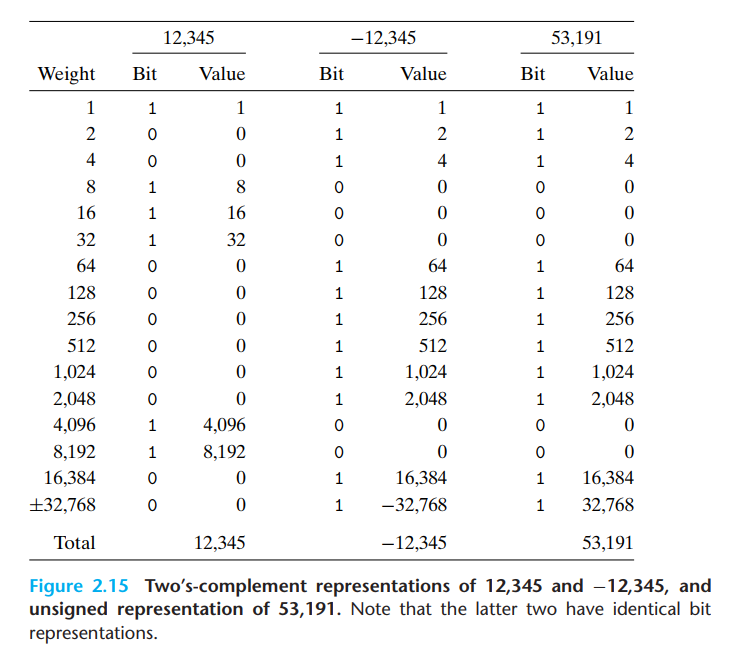 12,345 −12,345 53,191
Weight Bit Value Bit Value Bit Value
1 1 1 1 1 1 1
2 0 0 1 2 1 2
4 0 0 1 4 1 4
8 1 8 0 0 0 0
16 1 16 0 0 0 0
32 1 32 0 0 0 0
64 0 0 1 64 1 64
128 0 0 1 128 1 128
256 0 0 1 256 1 256
512 0 0 1 512 1 512
1,024 0 0 1 1,024 1 1,024
2,048 0 0 1 2,048 1 2,048
4,096 1 4,096 0 0 0 0
8,192 1 8,192 0 0 0 0
16,384 0 0 1 16,384 1 16,384
±32,768 0 0 1 −32,768 1 32,768
Total 12,345 −12,345 53,191
Figure 2.15 Two’s-complement representations of 12,345 and −12,345, and
unsigned representation of 53,191. Note that the latter two have identical bit
representations.